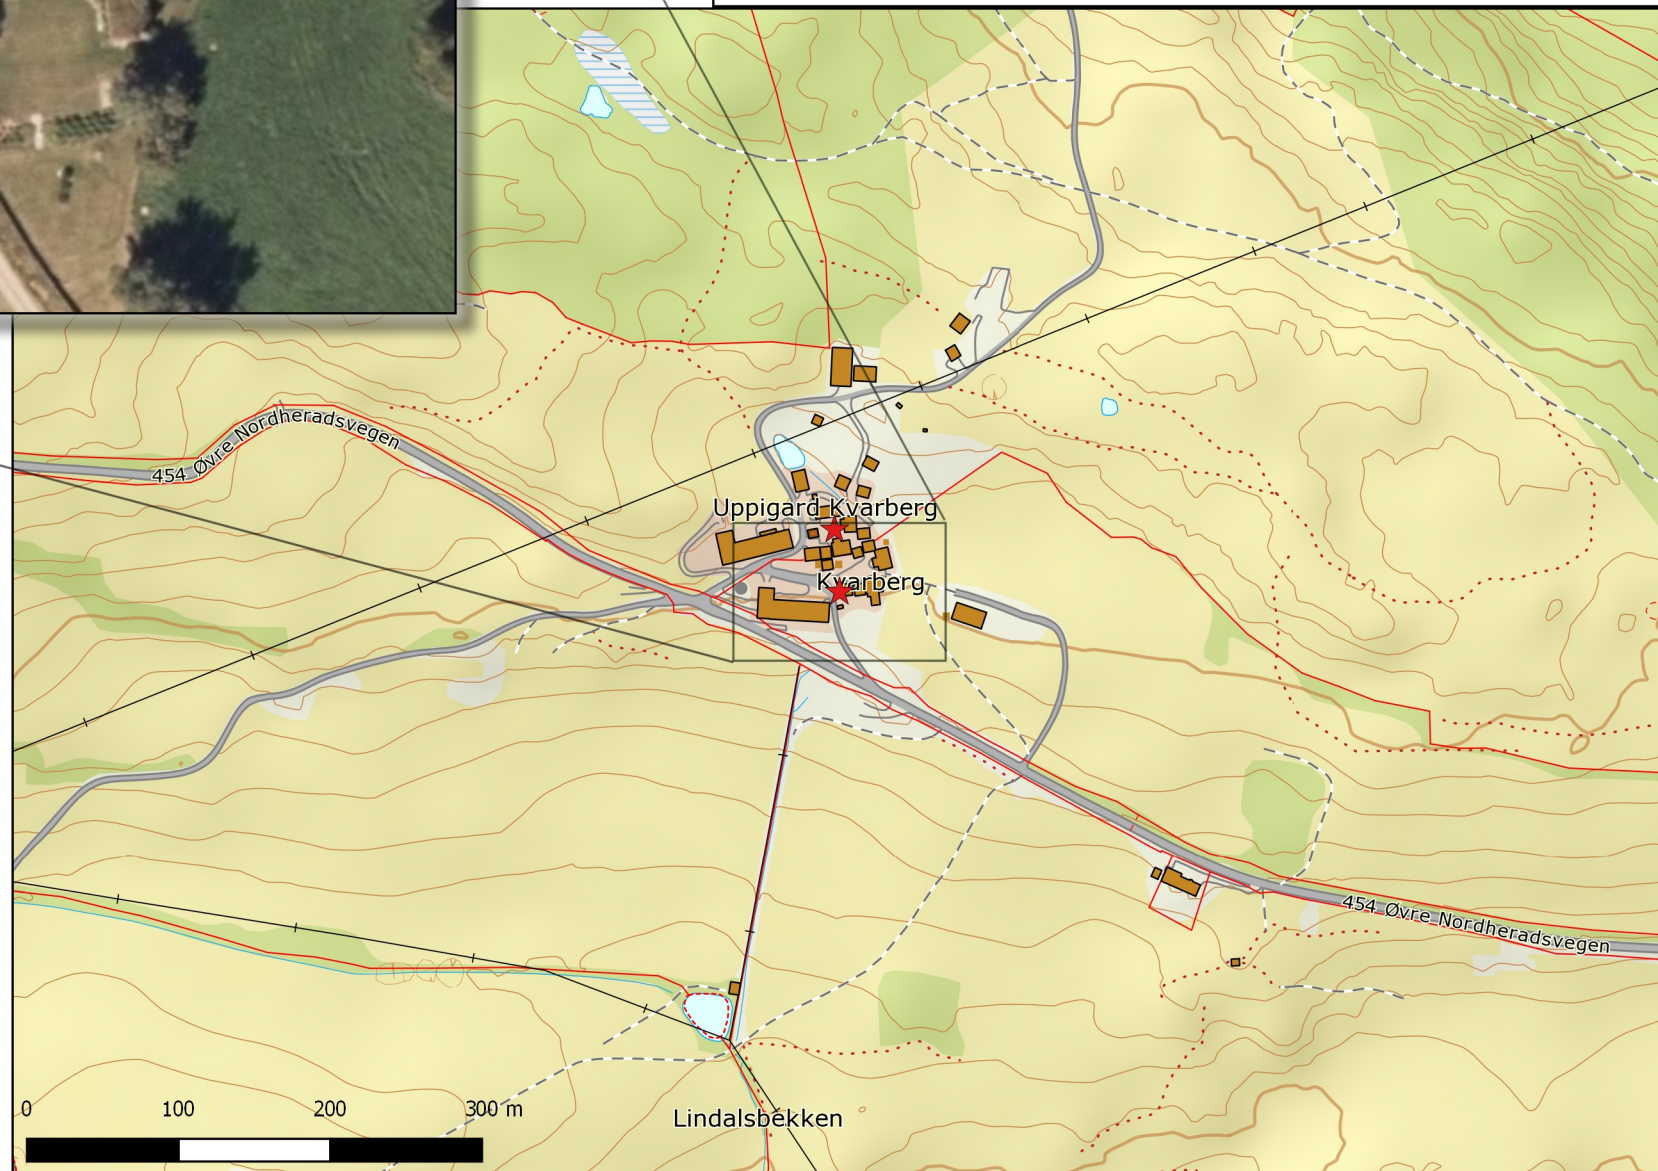 454 Øvre Nordheradsvegen
Uppigard Kvarberg
Kvarberg
454 Øvre Nordheradsvegen
0 100 200 300 m
Lindalsbekken